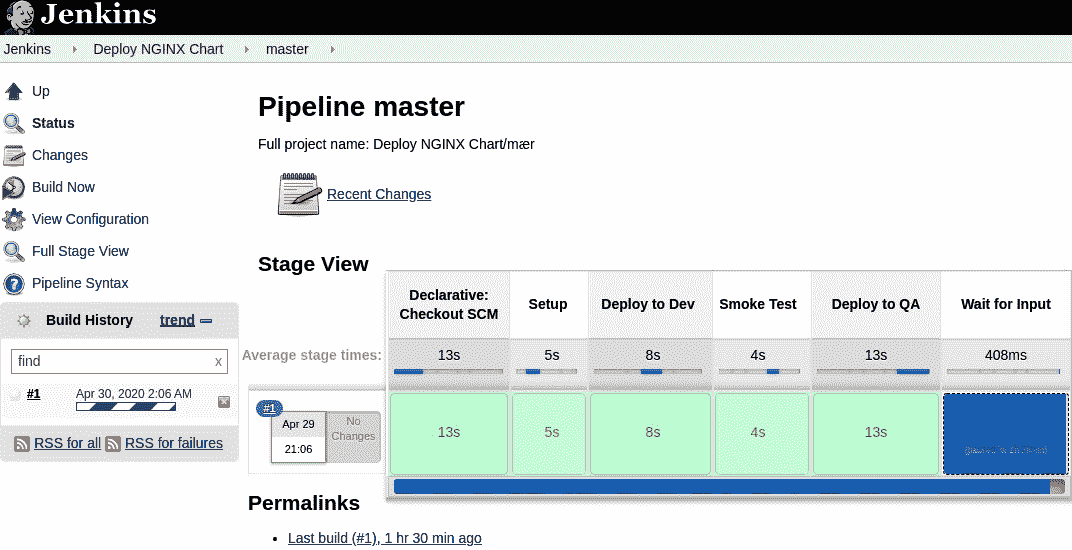 Jenkins
Jenkins Deploy NGINX Chart master
Up
Status
Changes
Build Now
View Configuration
Full Stage View
Pipeline Syntax
Build History trend
find x
#1 Apr 30, 2020 2:06 AM
RSS for all RSS for failures
Pipeline master
Full project name: Deploy NGINX Chart/mær
Recent Changes
Stage View
Declarative: Checkout SCM
Setup
Deploy to Dev
Smoke Test
Deploy to QA
Wait for Input
Average stage times: 13s 5s 8s 4s 13s 408ms
#1
Apr 29
21:06
No Changes
13s 5s 8s 4s 13s
Permalinks
Last build (#1), 1 hr 30 min ago